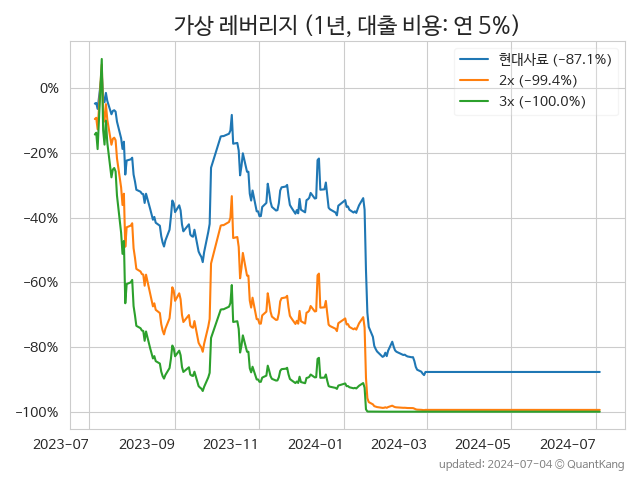 가상 레버리지 (1년, 대출 비용: 연 5%)
현대사료 (-87.1%)
2x (-99.4%)
3x (-100.0%)
0%
-20%
-40%
-60%
-80%
-100%
2023-07 2023-09 2023-11 2024-01 2024-03 2024-05 2024-07
updated: 2024-07-04 © QuantKang